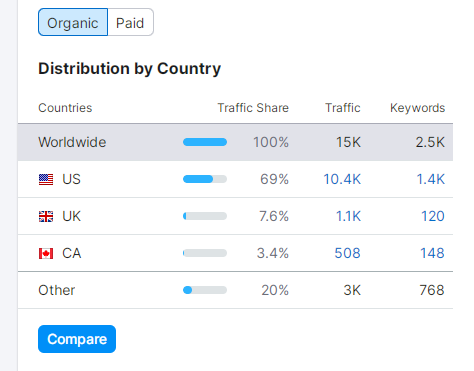 Organic Paid
Distribution by Country
Countries Traffic Share Traffic Keywords
Worldwide 100% 15K 2.5K
US 69% 10.4K 1.4K
UK 7.6% 1.1K 120
CA 3.4% 508 148
Other 20% 3K 768
Compare